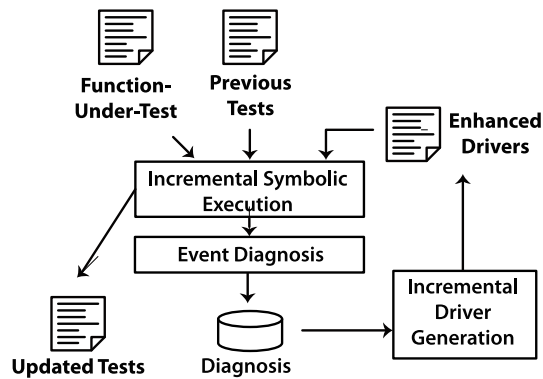 Function-
Under-Test
Previous
Tests
Enhanced
Drivers
Incremental Symbolic
Execution
Event Diagnosis
Incremental
Driver
Generation
Updated Tests
Diagnosis